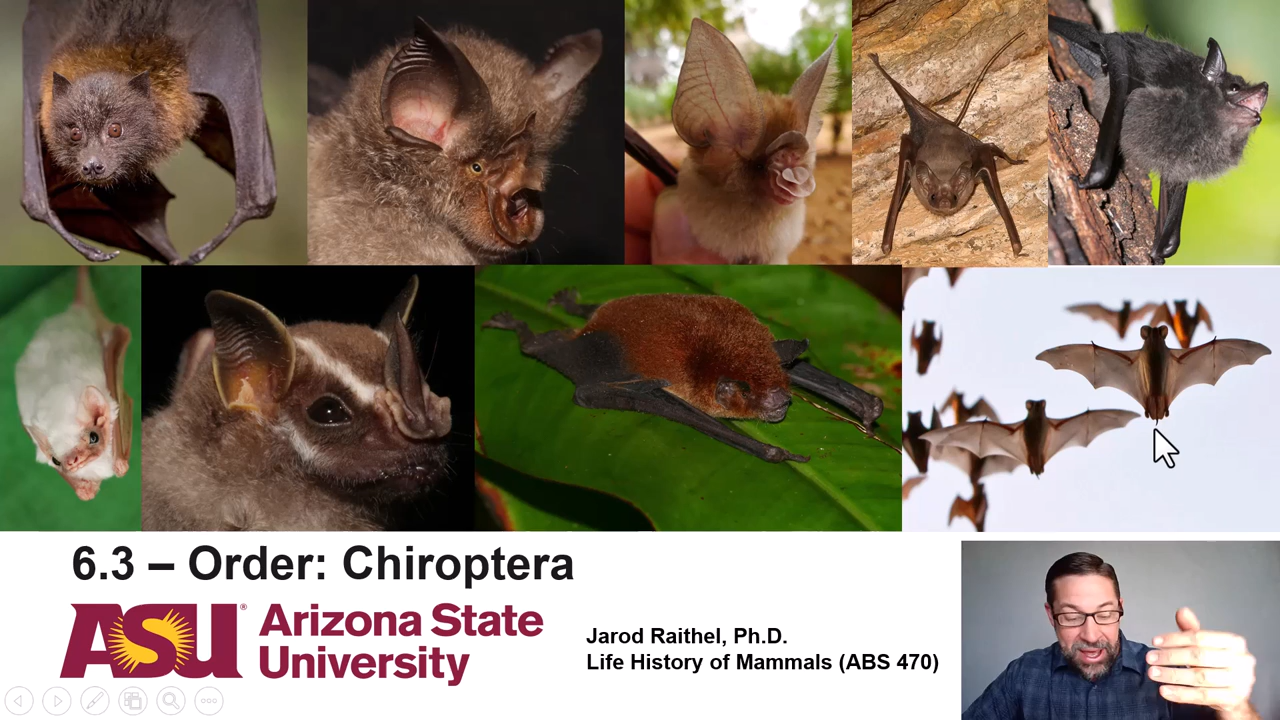 6.3 – Order: Chiroptera
ASU® Arizona State
University
Jarod Raithel, Ph.D.
Life History of Mammals (ABS 470)